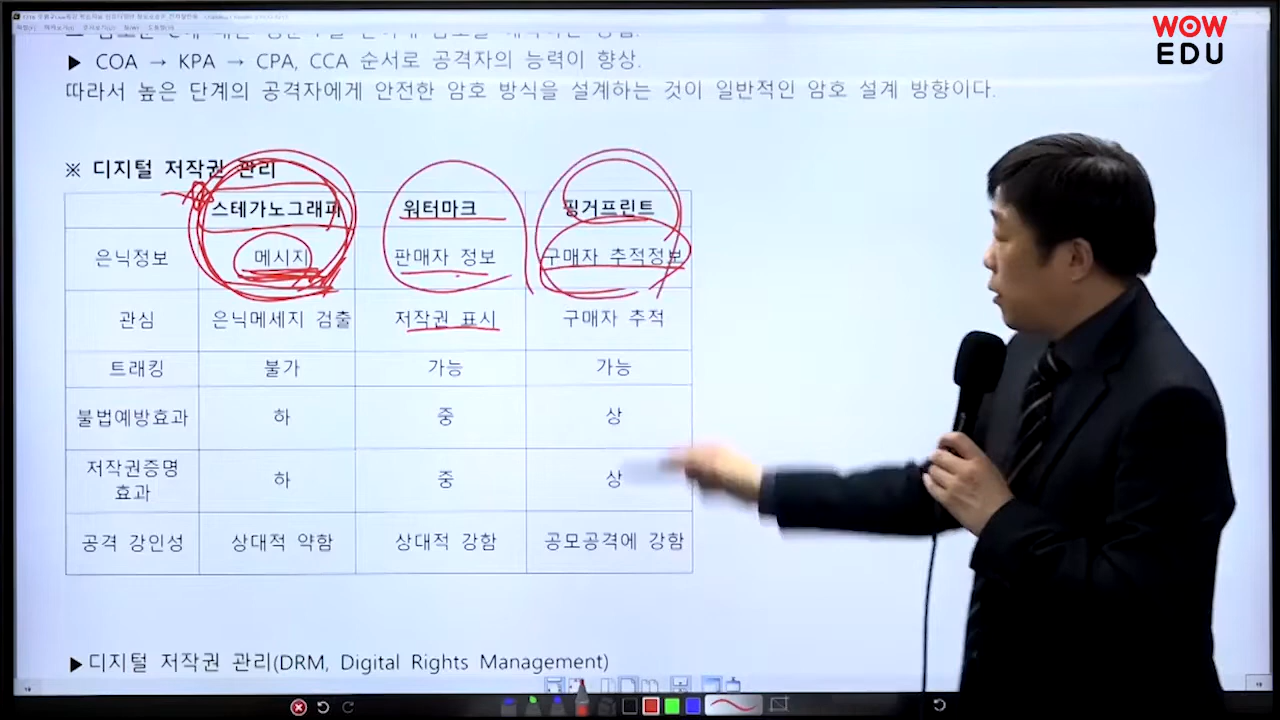 WOW
EDU
▶ COA → KPA → CPA, CCA 순서로 공격자의 능력이 향상.
따라서 높은 단계의 공격자에게 안전한 암호 방식을 설계하는 것이 일반적인 암호 설계 방향이다.
※ 디지털 저작권 관리
스테가노그래피 워터마크 핑거프린트
은닉정보 메시지 판매자 정보 구매자 추적정보
관심 은닉메세지 검출 저작권 표시 구매자 추적
트래킹 불가 가능 가능
불법예방효과 하 중 상
저작권증명
효과 하 중 상
공격 강인성 상대적 약함 상대적 강함 공모공격에 강함
▶디지털 저작권 관리(DRM, Digital Rights Management)